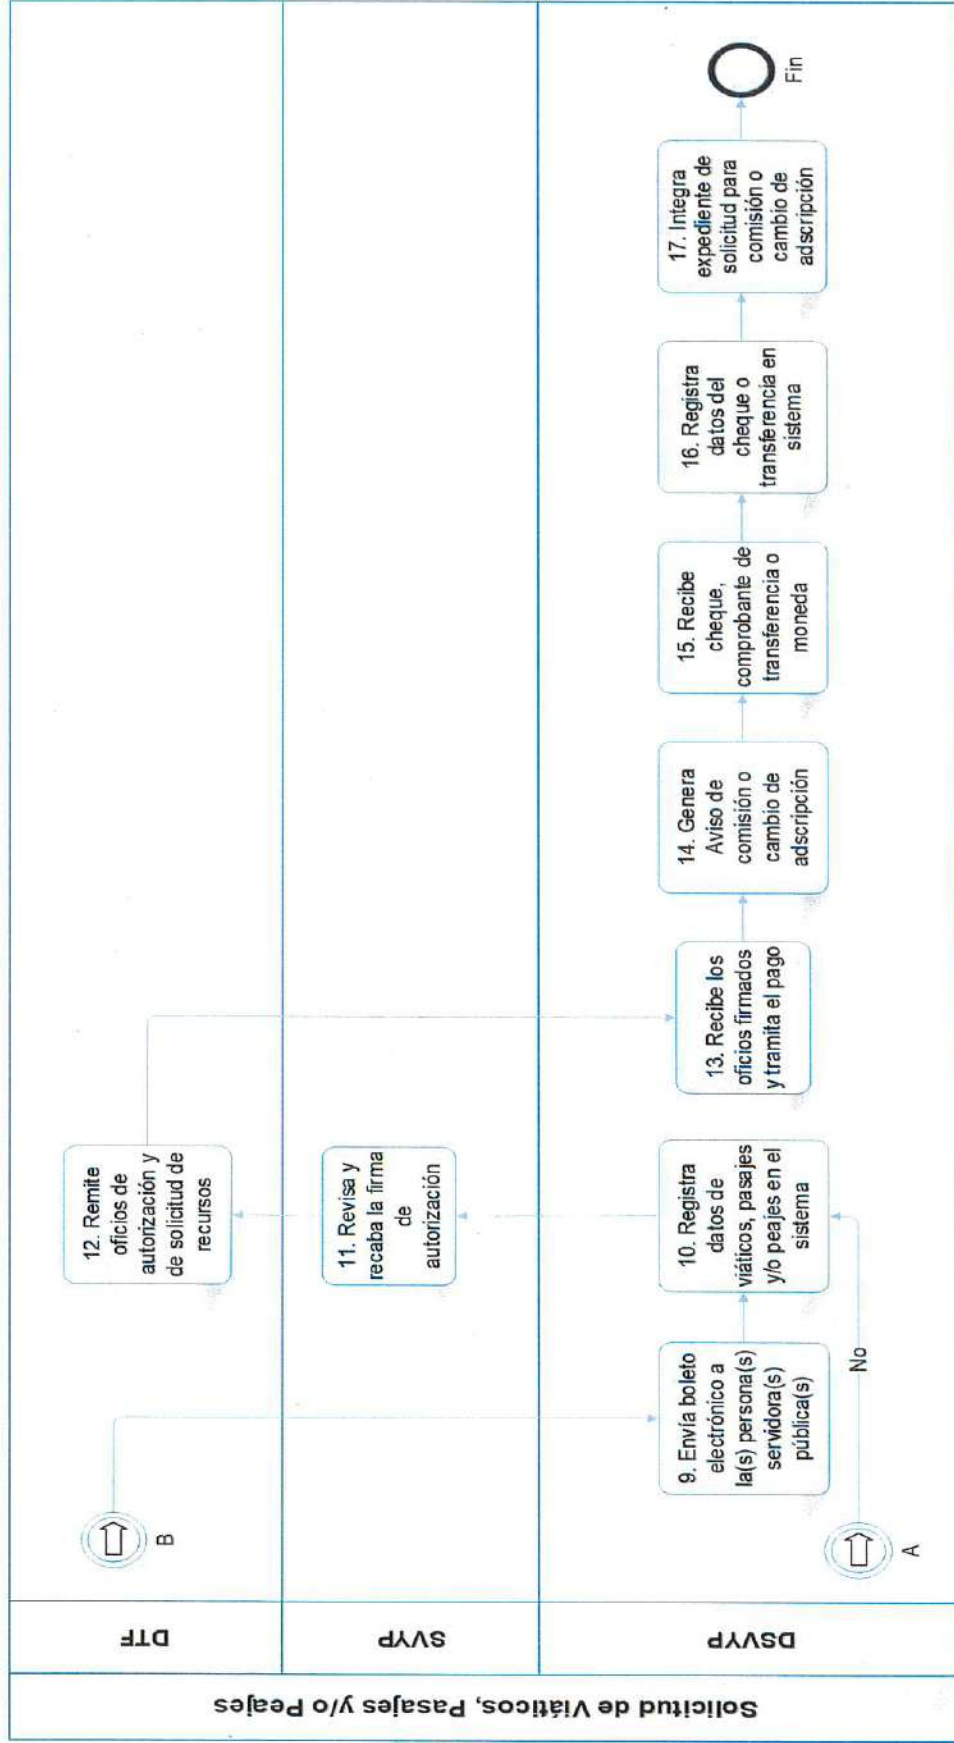 Solicitud de Viáticos, Pasajes y/o Peajes
DTF
SVYP
DSVYP
B
12. Remite
oficios de
autorización y
de solicitud de
recursos
11. Revisa y
recaba la firma
de
autorización
A
No
9. Envía boleto
electrónico a
la(s) persona(s)
servidora(s)
pública(s)
10. Registra
datos de
viáticos, pasajes
y/o peajes en el
sistema
13. Recibe los
oficios firmados
y tramita el pago
14. Genera
Aviso de
comisión o
cambio de
adscripción
15. Recibe
cheque,
comprobante de
transferencia o
moneda
16. Registra
datos del
cheque o
transferencia en
sistema
17. Integra
expediente de
solicitud para
comisión o
cambio de
adscripción
Fin